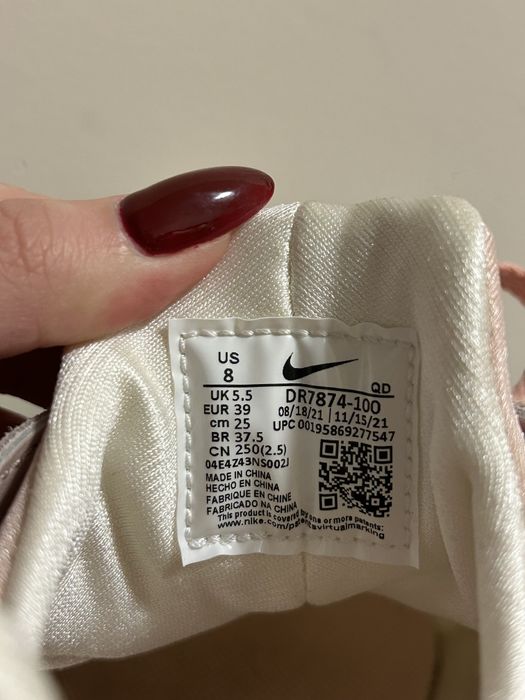 US
8
QD
UK 5.5
DR7874-100
EUR 39
08/18/21 | 11/15/21
cm 25
UPC 00195869277547
BR 37.5
CN 250(2.5)
04E4Z43NS002J
MADE IN CHINA
HECHO EN CHINA
FABRIQUE EN CHINE
FABRICADO NA CHINA
This product is covered by one or more patents:
www.nike.com/patents&virtualmarking